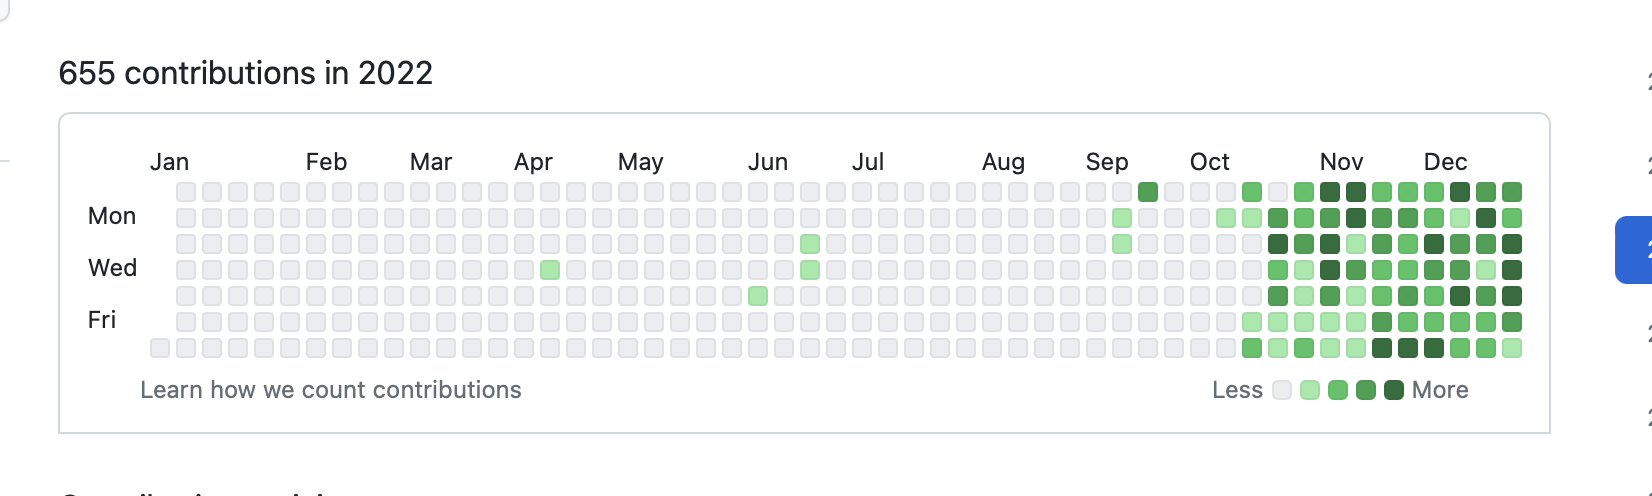 655 contributions in 2022
Jan Feb Mar Apr May Jun Jul Aug Sep Oct Nov Dec
Mon
Wed
Fri
Learn how we count contributions
Less More